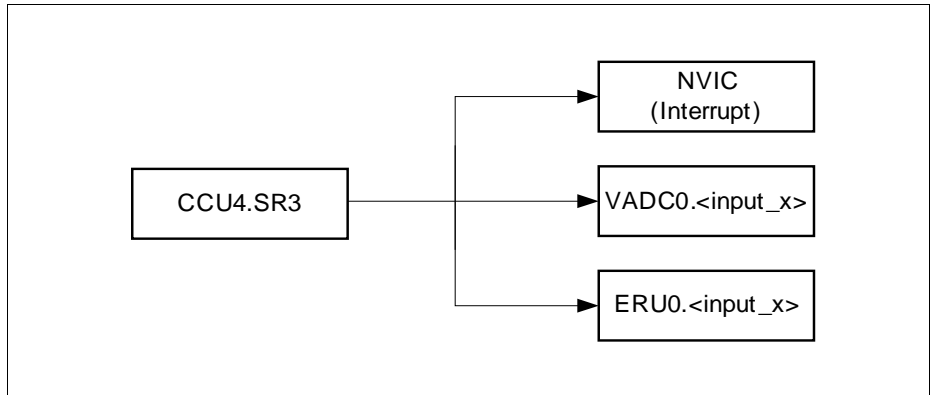 NVIC
(Interrupt)
CCU4.SR3
VADC0.<input_x>
ERU0.<input_x>